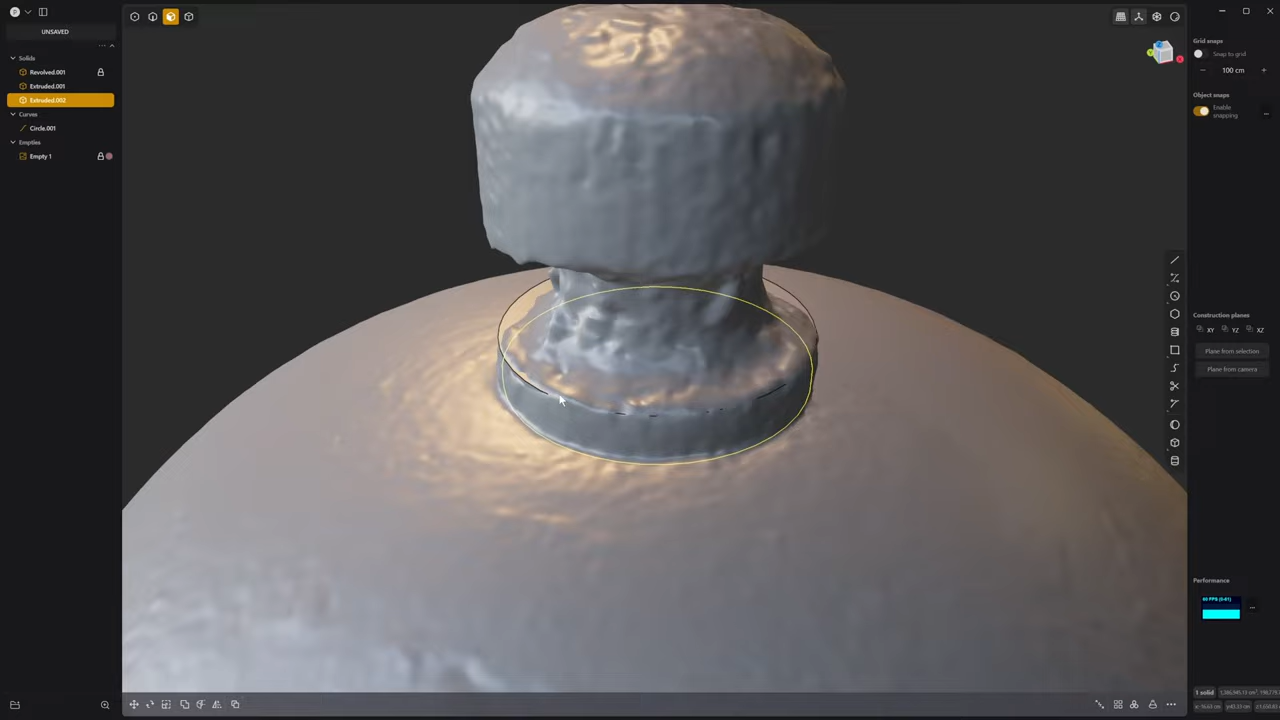 UNSAVED
Solids
Revolved.001
Extruded.001
Extruded.002
Curves
Circle.001
Empties
Empty 1
Grid snaps
Snap to grid
100 cm
Object snaps
Enable
snapping
Construction planes
XY YZ XZ
Plane from selection
Plane from camera
Performance
1 solid